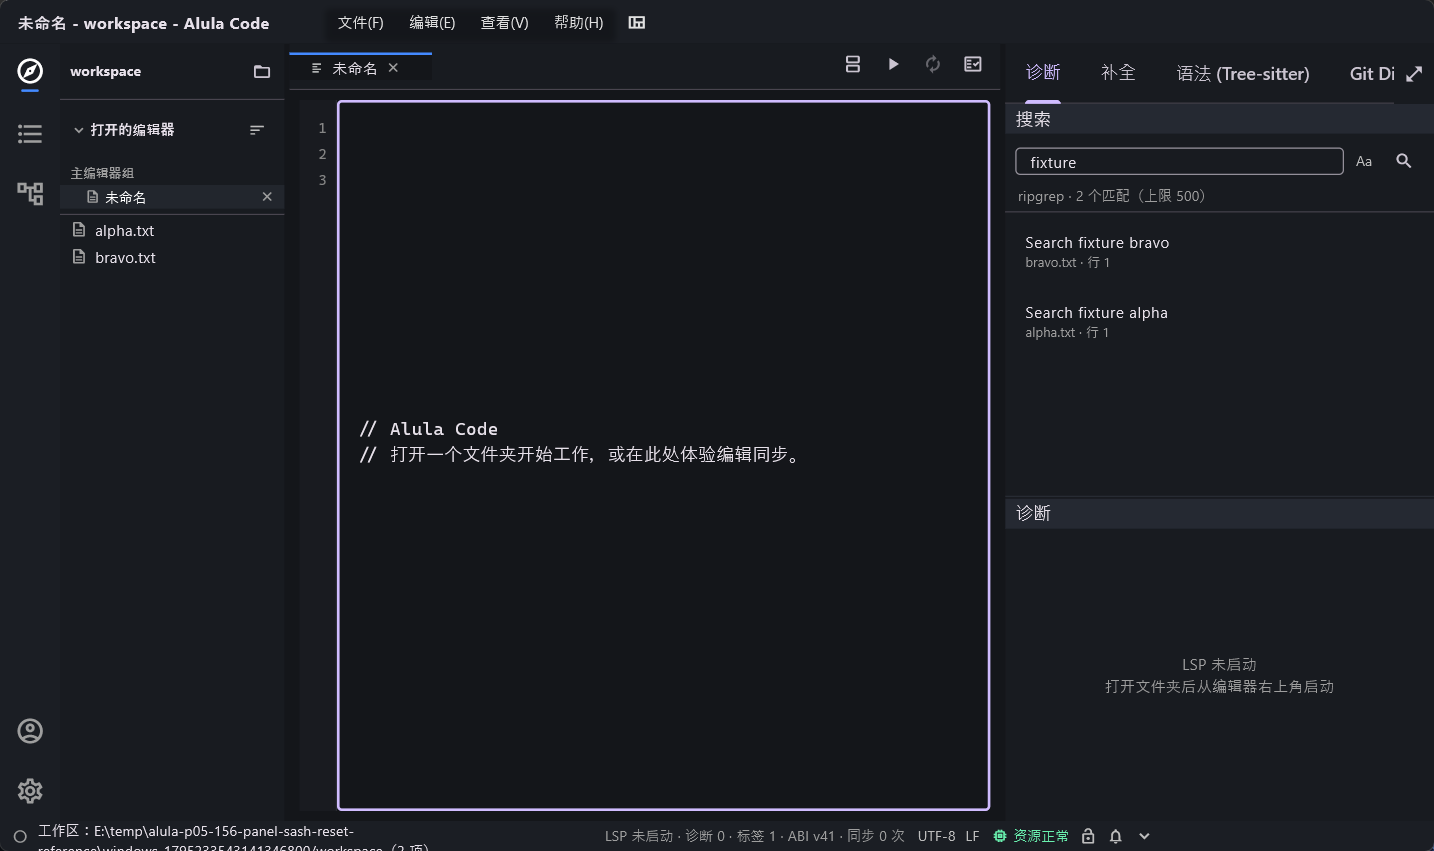 未命名 - workspace - Alula Code
文件(F) 编辑(E) 查看(V) 帮助(H)
workspace
打开的编辑器
主编辑器组
未命名
alpha.txt
bravo.txt
未命名
1
2
3
// Alula Code
// 打开一个文件夹开始工作，或在此处体验编辑同步。
诊断 补全 语法 (Tree-sitter) Git Di
搜索
fixture
Aa
ripgrep · 2 个匹配（上限 500）
Search fixture bravo
bravo.txt · 行 1
Search fixture alpha
alpha.txt · 行 1
诊断
LSP 未启动
打开文件夹后从编辑器右上角启动
工作区：E:\temp\alula-p05-156-panel-sash-reset-
LSP 未启动 · 诊断 0 · 标签 1 · ABI v41 · 同步 0 次 UTF-8 LF 资源正常